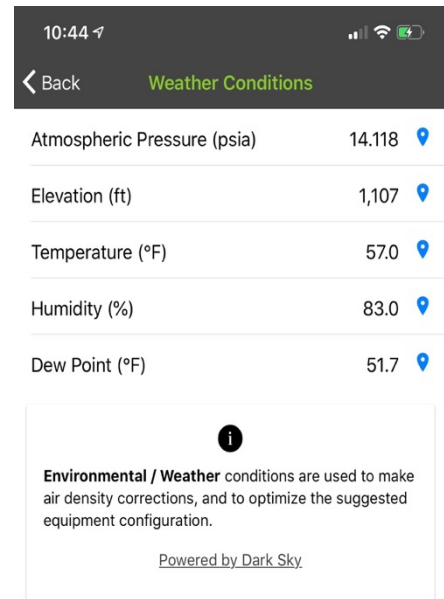 10:44
Back Weather Conditions
Atmospheric Pressure (psia) 14.118
Elevation (ft) 1,107
Temperature (°F) 57.0
Humidity (%) 83.0
Dew Point (°F) 51.7
i
Environmental / Weather conditions are used to make
air density corrections, and to optimize the suggested
equipment configuration.
Powered by Dark Sky